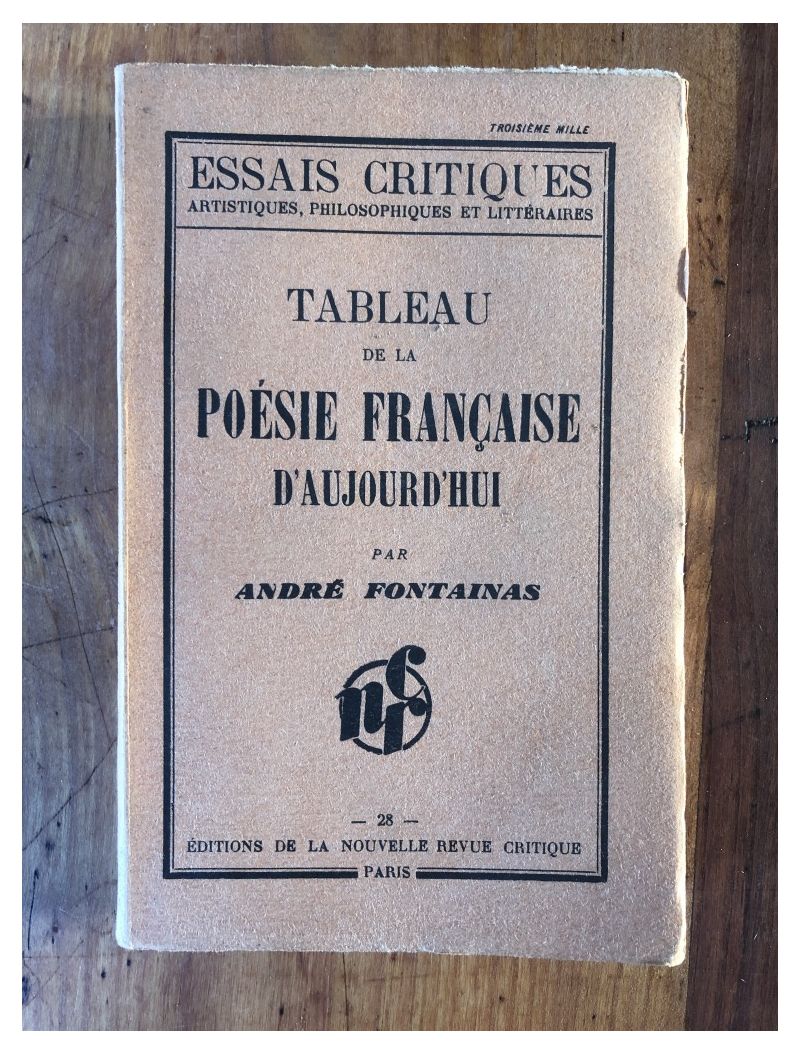 TROISIÈME MILLE
ESSAIS CRITIQUES
ARTISTIQUES, PHILOSOPHIQUES ET LITTÉRAIRES
TABLEAU
DE LA
POÉSIE FRANÇAISE
D'AUJOURD'HUI
PAR
ANDRÉ FONTAINAS
nrc
— 28 —
ÉDITIONS DE LA NOUVELLE REVUE CRITIQUE
PARIS